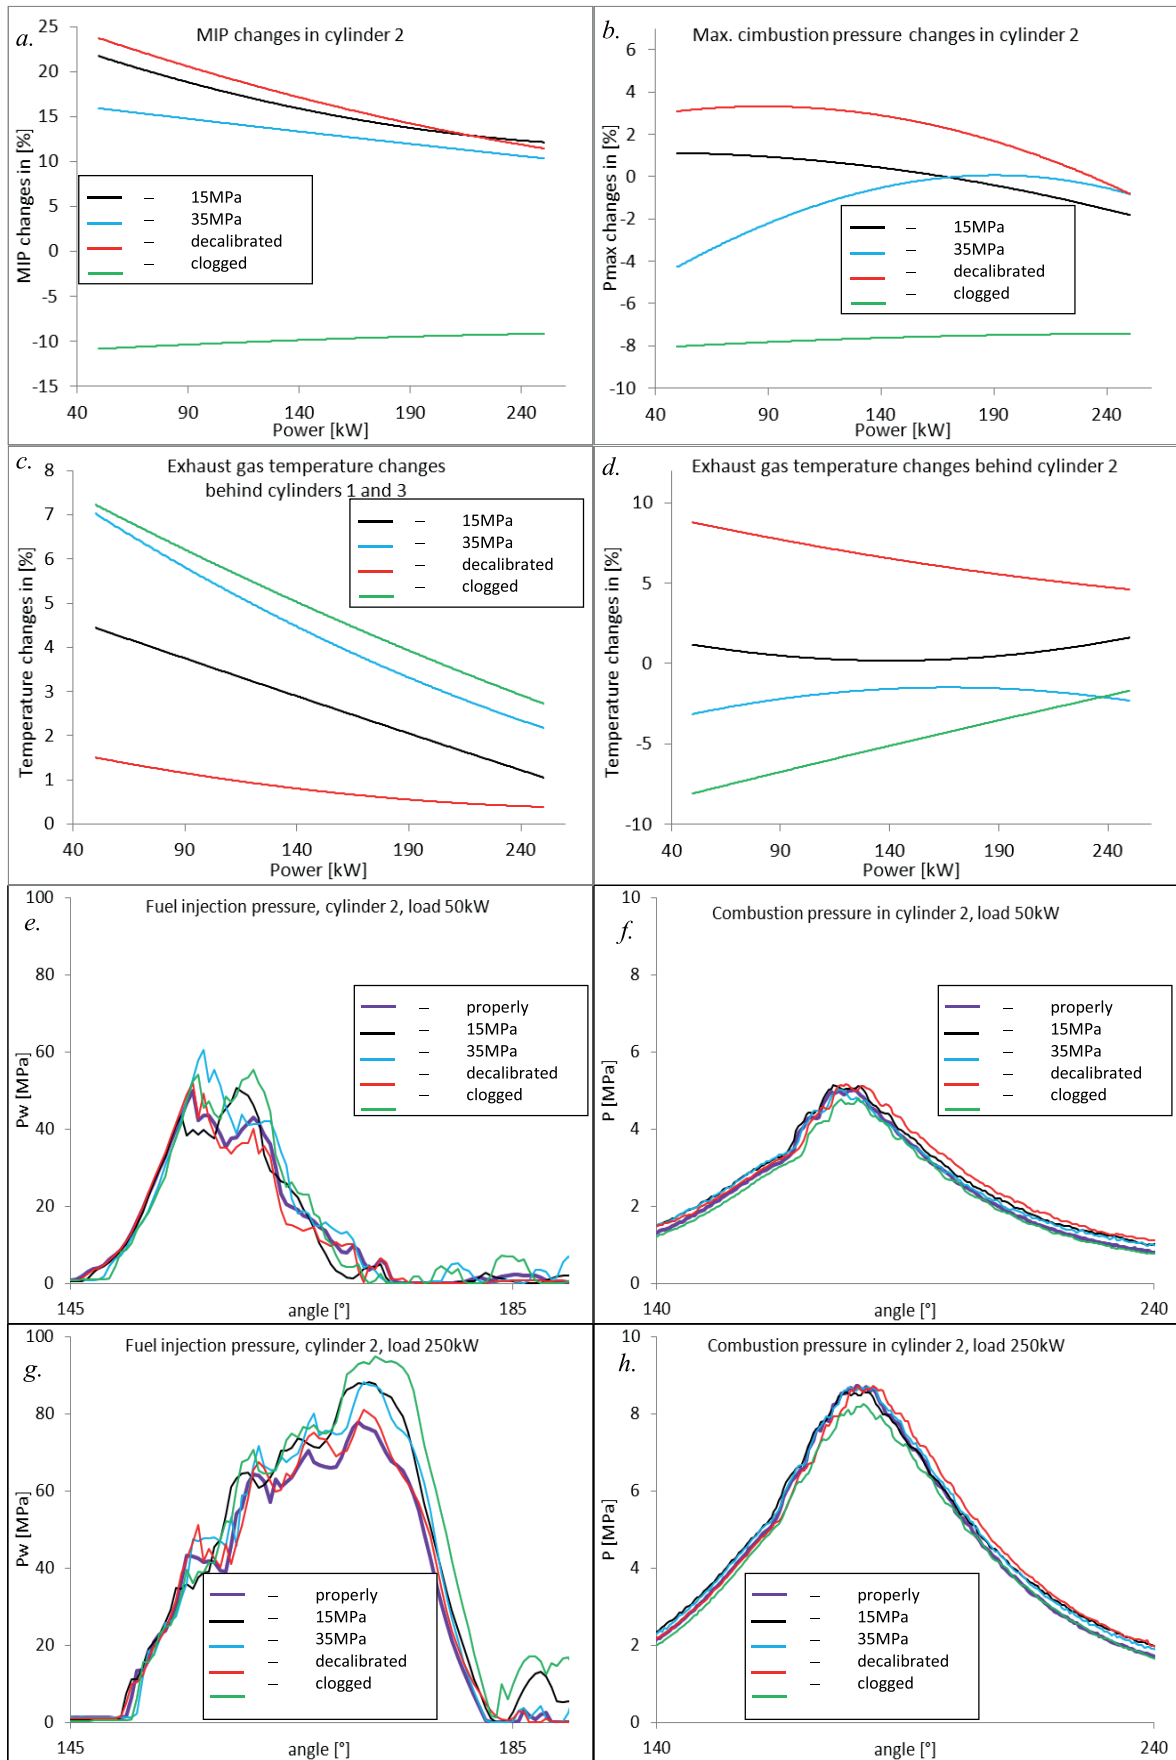 a.
MIP changes in cylinder 2
25
20
15
10
5
0
-5
-10
-15
MIP changes in [%]
– 15MPa
– 35MPa
– decalibrated
– clogged
40 90 140 190 240
Power [kW]
b.
Max. cimbustion pressure changes in cylinder 2
6
4
2
0
-2
-4
-6
-8
-10
Pmax changes in [%]
– 15MPa
– 35MPa
– decalibrated
– clogged
40 90 140 190 240
Power [kW]
c.
Exhaust gas temperature changes
behind cylinders 1 and 3
8
7
6
5
4
3
2
1
0
Temperature changes in [%]
– 15MPa
– 35MPa
– decalibrated
– clogged
40 90 140 190 240
Power [kW]
d.
Exhaust gas temperature changes behind cylinder 2
10
5
0
-5
-10
Temperature changes in [%]
– 15MPa
– 35MPa
– decalibrated
– clogged
40 90 140 190 240
Power [kW]
e.
Fuel injection pressure, cylinder 2, load 50kW
100
80
60
40
20
0
Pw [MPa]
– properly
– 15MPa
– 35MPa
– decalibrated
– clogged
145 185
angle [°]
f.
Combustion pressure in cylinder 2, load 50kW
10
8
6
4
2
0
P [MPa]
– properly
– 15MPa
– 35MPa
– decalibrated
– clogged
140 240
angle [°]
g.
Fuel injection pressure, cylinder 2, load 250kW
100
80
60
40
20
0
Pw [MPa]
– properly
– 15MPa
– 35MPa
– decalibrated
– clogged
145 185
angle [°]
h.
Combustion pressure in cylinder 2, load 250kW
10
8
6
4
2
0
P [MPa]
– properly
– 15MPa
– 35MPa
– decalibrated
– clogged
140 240
angle [°]